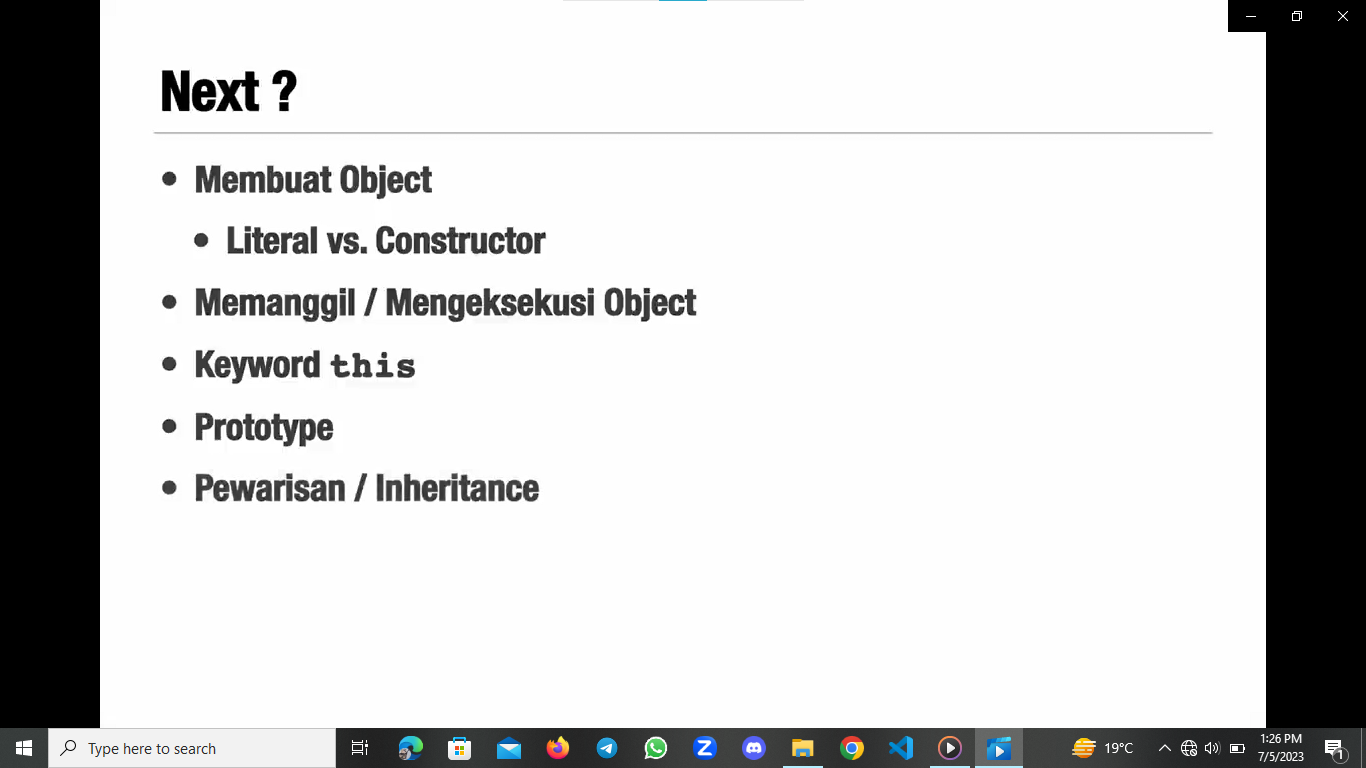 Next ?
• Membuat Object
• Literal vs. Constructor
• Memanggil / Mengeksekusi Object
• Keyword this
• Prototype
• Pewarisan / Inheritance
Type here to search
19°C
1:26 PM
7/5/2023
1